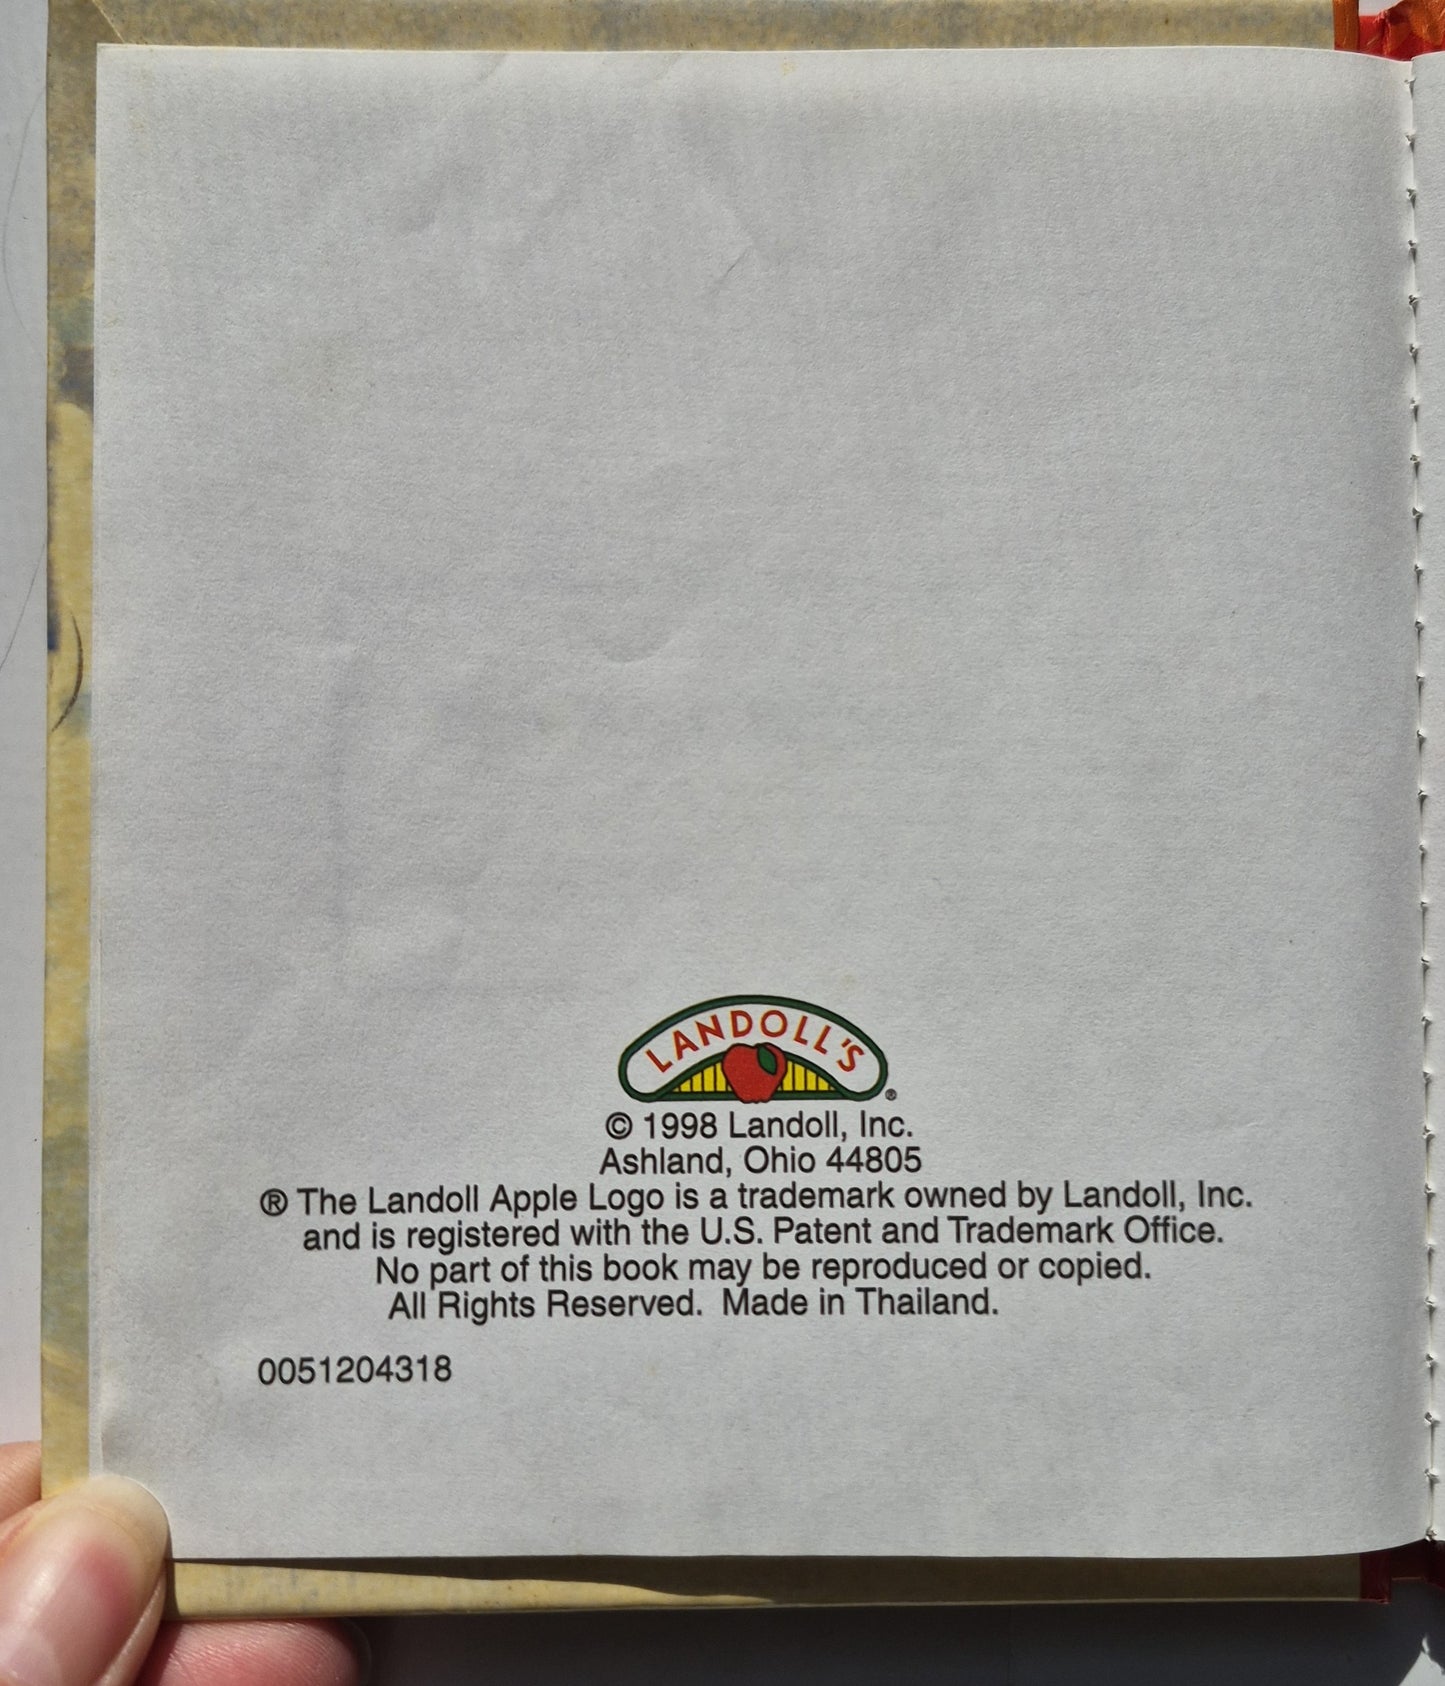 LANDOLL'S ®
© 1998 Landoll, Inc.
Ashland, Ohio 44805
® The Landoll Apple Logo is a trademark owned by Landoll, Inc.
and is registered with the U.S. Patent and Trademark Office.
No part of this book may be reproduced or copied.
All Rights Reserved.  Made in Thailand.
0051204318